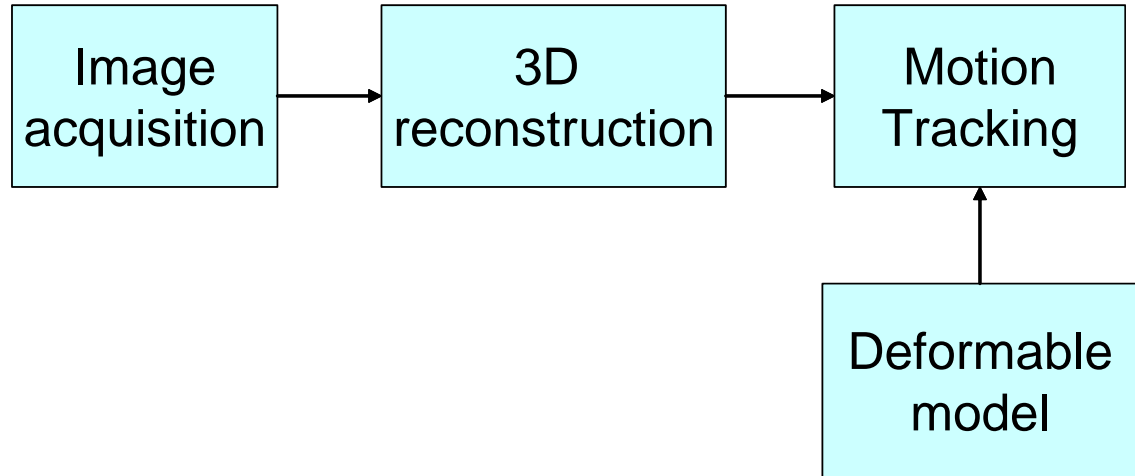 Image
acquisition
3D
reconstruction
Motion
Tracking
Deformable
model